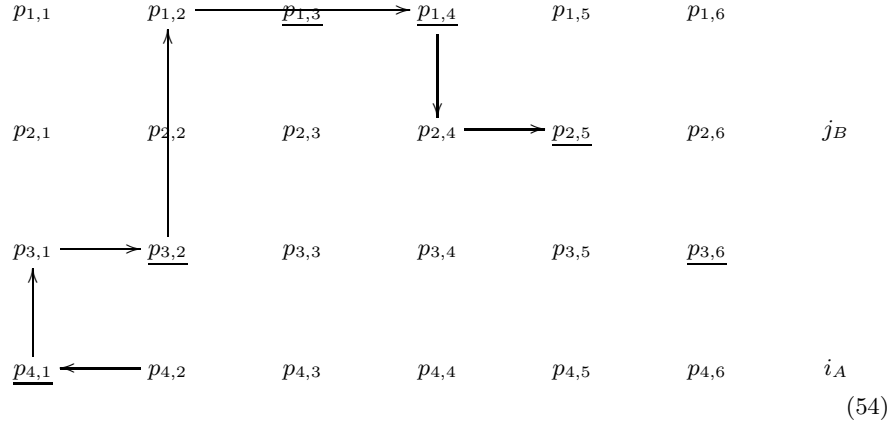 p1,1 p1,2 p1,3 p1,4 p1,5 p1,6
p2,1 p2,2 p2,3 p2,4 p2,5 p2,6 jB
p3,1 p3,2 p3,3 p3,4 p3,5 p3,6
p4,1 p4,2 p4,3 p4,4 p4,5 p4,6 iA
(54)